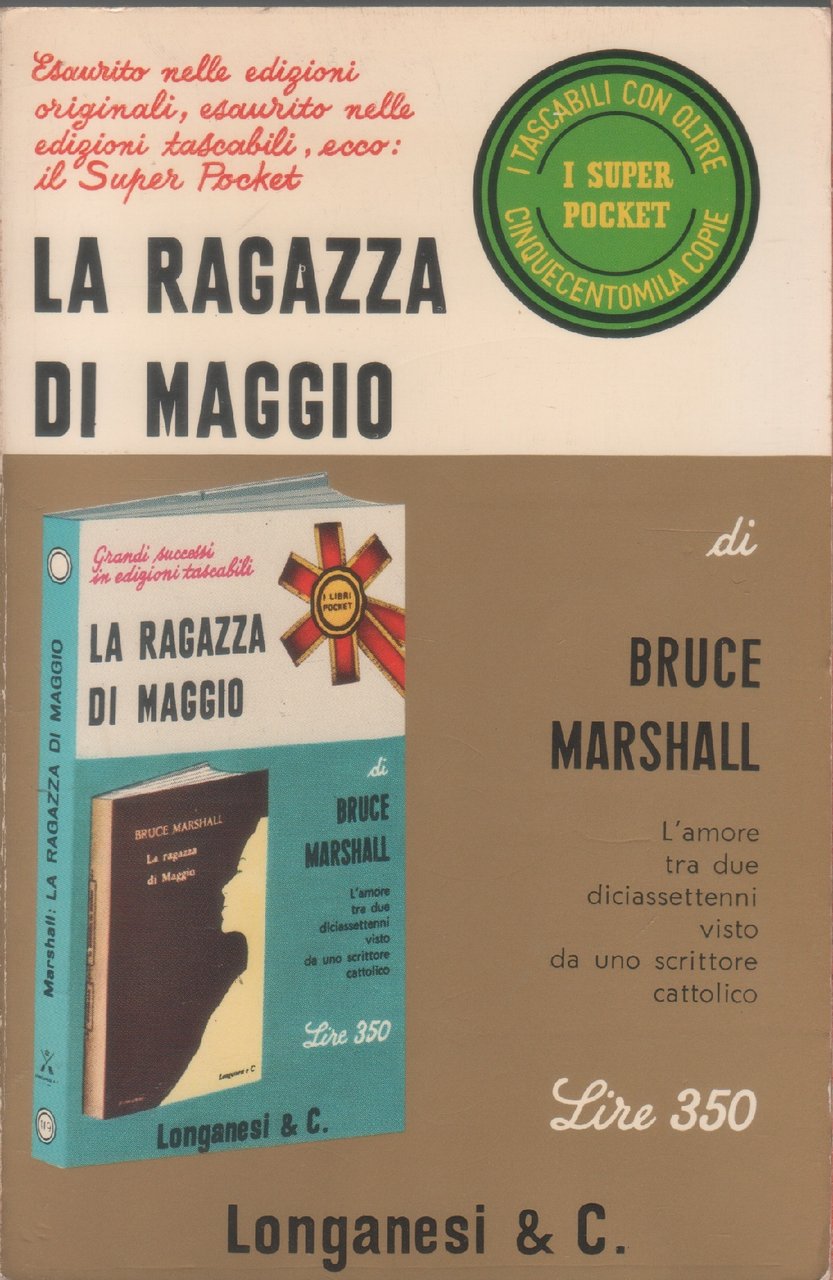 Esaurito nelle edizioni
originali, esaurito nelle
edizioni tascabili, ecco:
il Super Pocket
I TASCABILI CON OLTRE
I SUPER
POCKET
CINQUECENTOMILA COPIE
LA RAGAZZA
DI MAGGIO
di
BRUCE
MARSHALL
L'amore
tra due
diciassettenni
visto
da uno scrittore
cattolico
Lire 350
Marshall: LA RAGAZZA DI MAGGIO
Grandi successi
in edizioni tascabili
I LIBRI
POCKET
LA RAGAZZA
DI MAGGIO
di
BRUCE
MARSHALL
L'amore
tra due
diciassettenni
visto
da uno scrittore
cattolico
Lire 350
BRUCE MARSHALL
La ragazza
di Maggio
Longanesi e C.
Longanesi & C.
Longanesi & C.